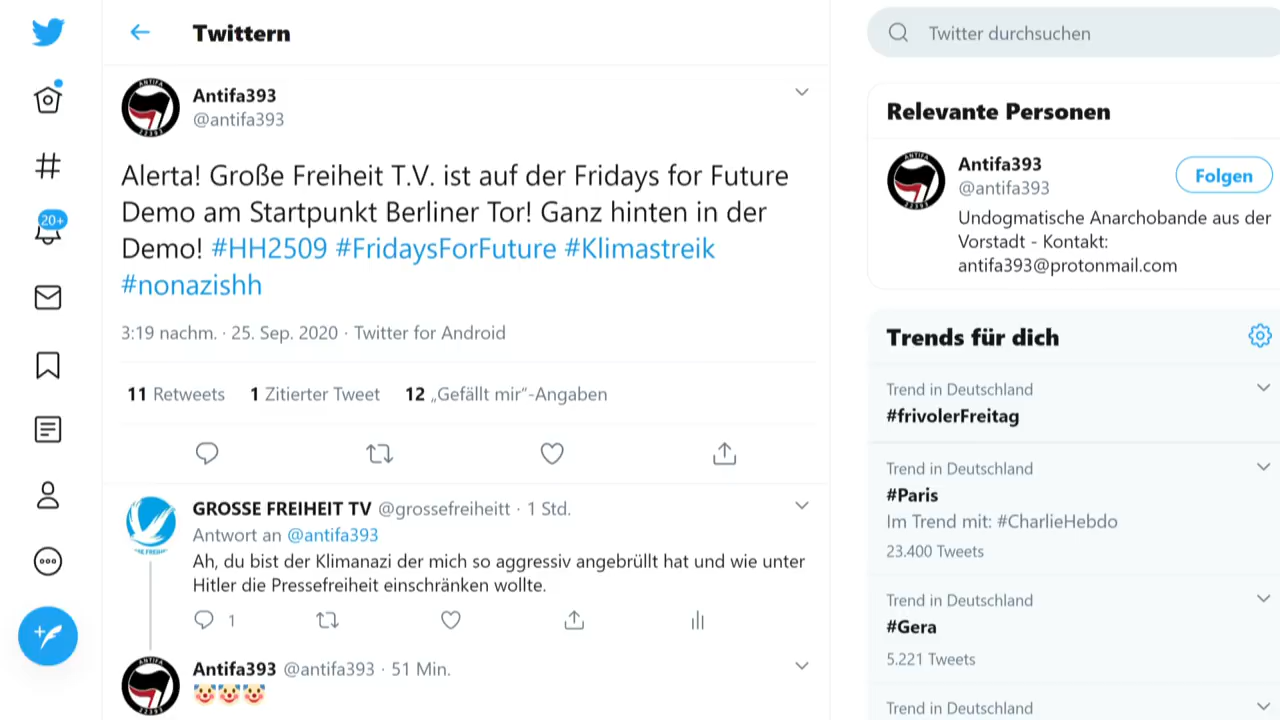 Twittern
Twitter durchsuchen
Antifa393
@antifa393
Alerta! Große Freiheit T.V. ist auf der Fridays for Future
Demo am Startpunkt Berliner Tor! Ganz hinten in der
Demo! #HH2509 #FridaysForFuture #Klimastreik
#nonazishh
3:19 nachm. · 25. Sep. 2020 · Twitter for Android
11 Retweets 1 Zitierter Tweet 12 „Gefällt mir“-Angaben
GROSSE FREIHEIT TV @grossefreiheitt · 1 Std.
Antwort an @antifa393
Ah, du bist der Klimanazi der mich so aggressiv angebrüllt hat und wie unter
Hitler die Pressefreiheit einschränken wollte.
1
Antifa393 @antifa393 · 51 Min.
🤡🤡🤡
20+
Relevante Personen
Antifa393
@antifa393
Folgen
Undogmatische Anarchobande aus der
Vorstadt - Kontakt:
antifa393@protonmail.com
Trends für dich
Trend in Deutschland
#frivolerFreitag
Trend in Deutschland
#Paris
Im Trend mit: #CharlieHebdo
23.400 Tweets
Trend in Deutschland
#Gera
5.221 Tweets
Trend in Deutschland